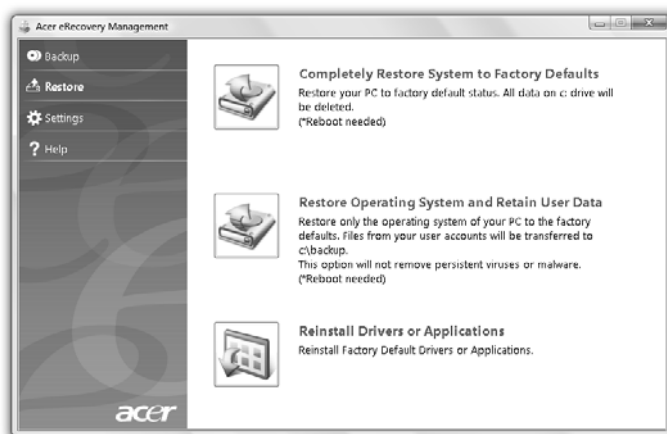 Acer eRecovery Management
Backup
Restore
Settings
? Help
Completely Restore System to Factory Defaults
Restore your PC to factory default status. All data on c: drive will
be deleted.
(*Reboot needed)
Restore Operating System and Retain User Data
Restore only the operating system of your PC to the factory
defaults. Files from your user accounts will be transferred to
c:\backup.
This option will not remove persistent viruses or malware.
(*Reboot needed)
Reinstall Drivers or Applications
Reinstall Factory Default Drivers or Applications.
acer